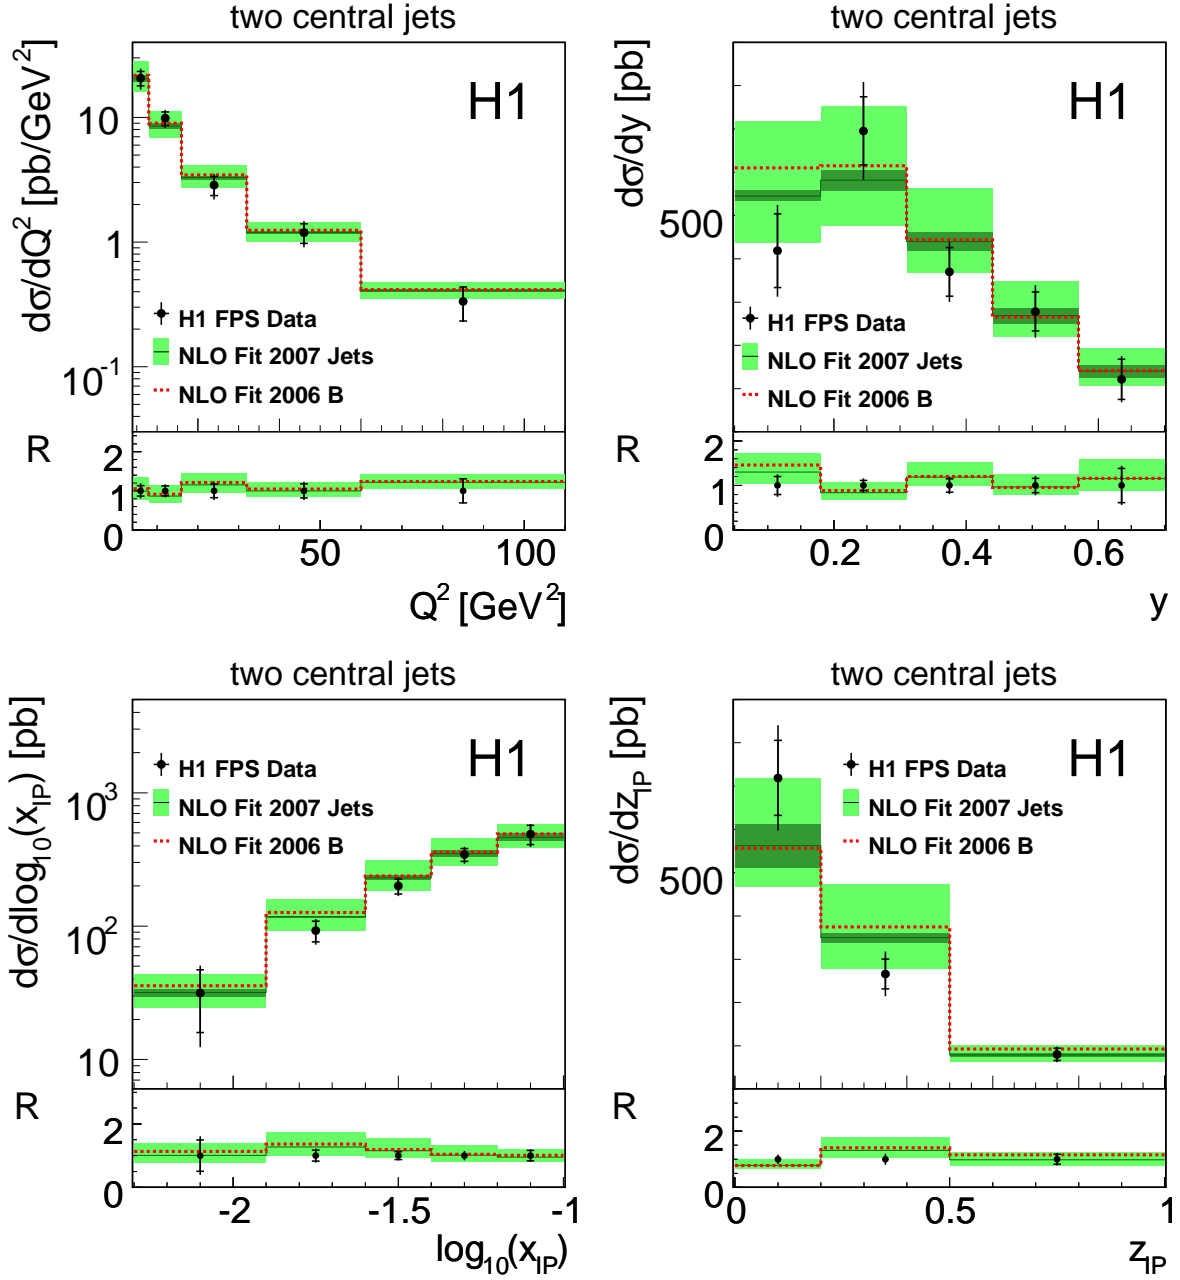 two central jets
dσ/dQ² [pb/GeV²]
H1
10
1
10⁻¹
H1 FPS Data
NLO Fit 2007 Jets
NLO Fit 2006 B
R
2
1
0
50
100
Q² [GeV²]
two central jets
dσ/dy [pb]
H1
500
H1 FPS Data
NLO Fit 2007 Jets
NLO Fit 2006 B
R
2
1
0
0.2
0.4
0.6
y
two central jets
dσ/dlog₁₀(x_IP) [pb]
H1
H1 FPS Data
NLO Fit 2007 Jets
NLO Fit 2006 B
10³
10²
10
R
2
0
-2
-1.5
-1
log₁₀(x_IP)
two central jets
dσ/dz_IP [pb]
H1
H1 FPS Data
NLO Fit 2007 Jets
NLO Fit 2006 B
500
R
2
0
0
0.5
1
z_IP